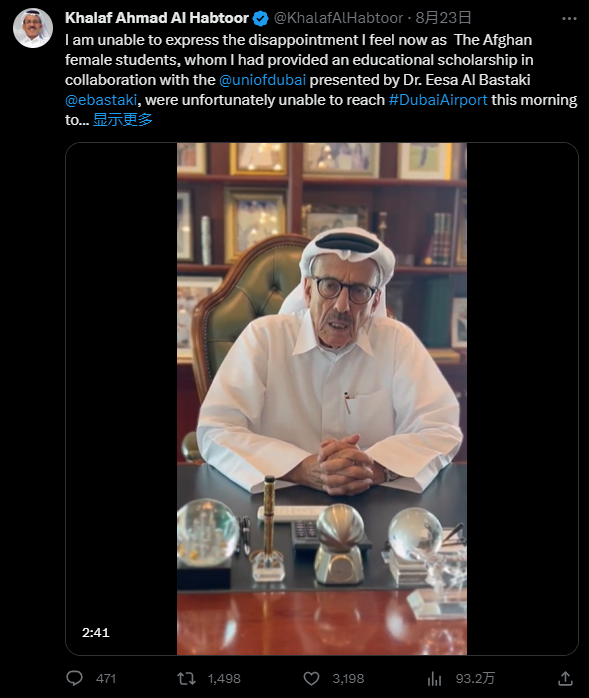 Khalaf Ahmad Al Habtoor @KhalafAlHabtoor · 8月23日
I am unable to express the disappointment I feel now as The Afghan
female students, whom I had provided an educational scholarship in
collaboration with the @uniofdubai presented by Dr. Eesa Al Bastaki
@ebastaki, were unfortunately unable to reach #DubaiAirport this morning
to... 显示更多
2:41
471 1,498 3,198 93.2万